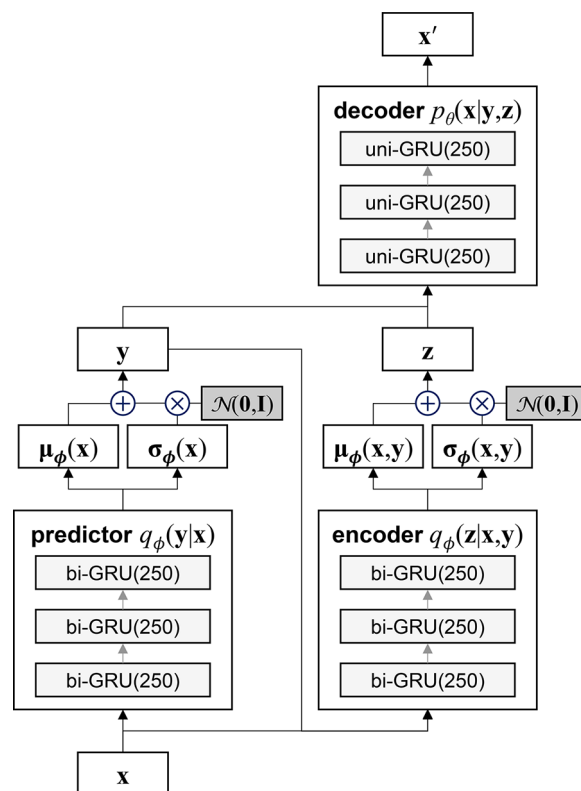 x′
decoder pθ(x|y,z)
uni-GRU(250)
uni-GRU(250)
uni-GRU(250)
y
z
𝒩(0,I)
𝒩(0,I)
μϕ(x)
σϕ(x)
μϕ(x,y)
σϕ(x,y)
predictor qϕ(y|x)
bi-GRU(250)
bi-GRU(250)
bi-GRU(250)
encoder qϕ(z|x,y)
bi-GRU(250)
bi-GRU(250)
bi-GRU(250)
x